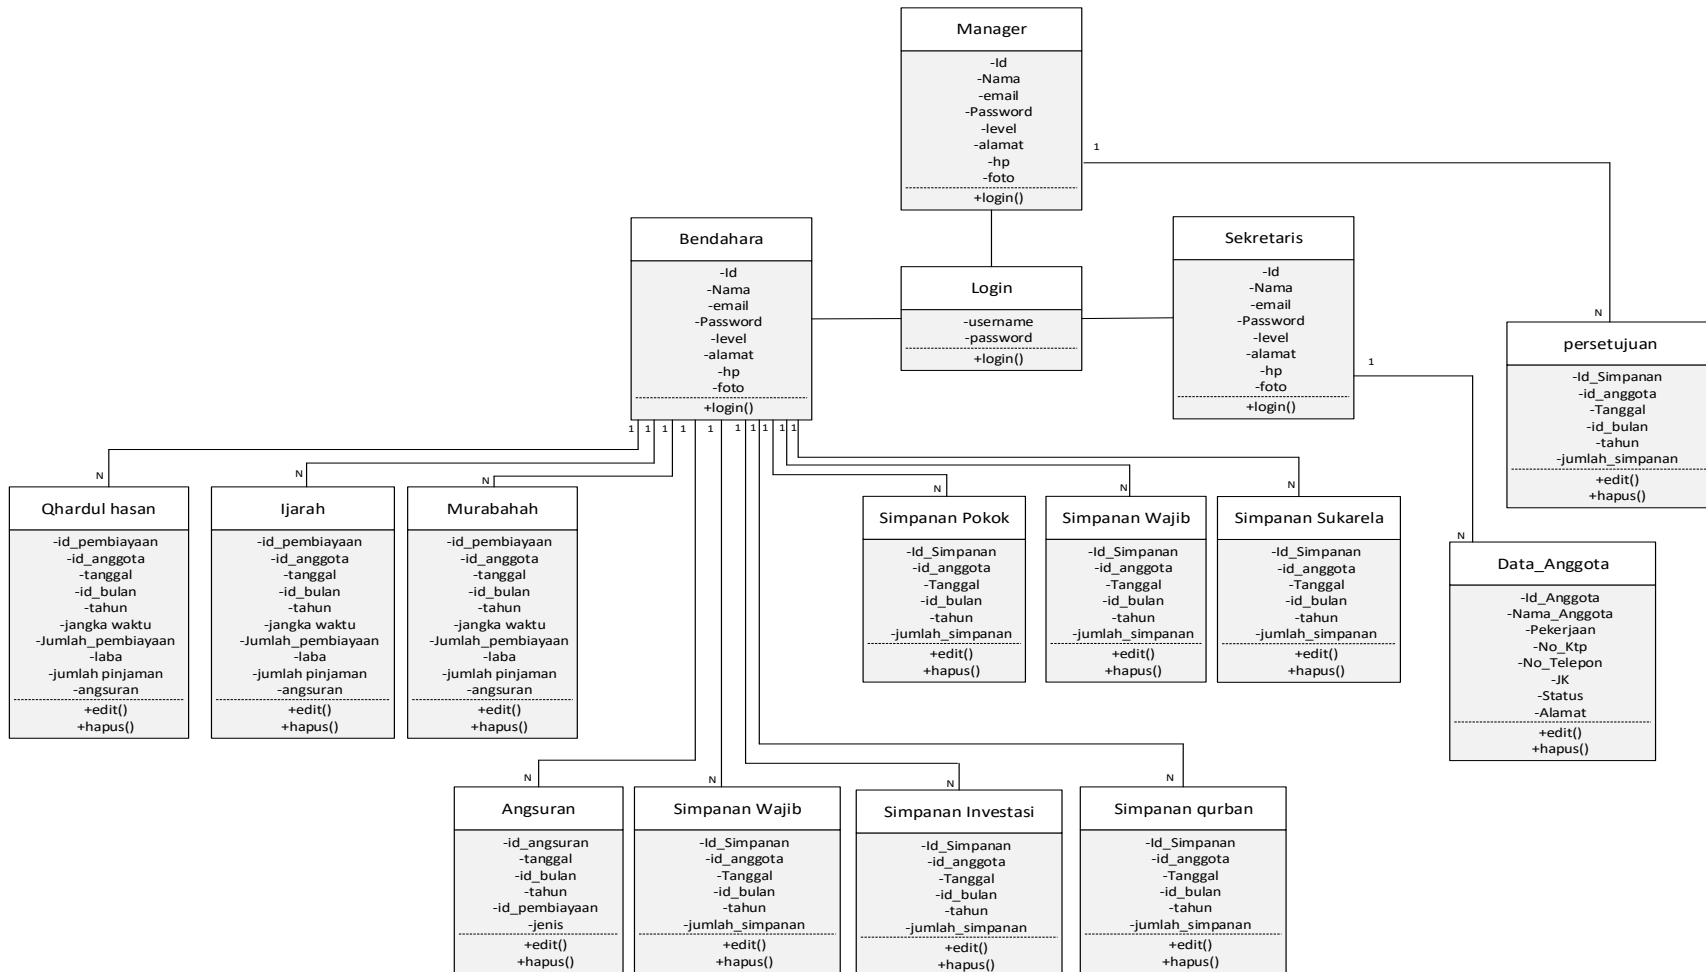 Manager
-Id
-Nama
-email
-Password
-level
-alamat
-hp
-foto
+login()
1
N
Bendahara
-Id
-Nama
-email
-Password
-level
-alamat
-hp
-foto
+login()
Login
-username
-password
+login()
Sekretaris
-Id
-Nama
-email
-Password
-level
-alamat
-hp
-foto
+login()
1
N
persetujuan
-Id_Simpanan
-id_anggota
-Tanggal
-id_bulan
-tahun
-jumlah_simpanan
+edit()
+hapus()
1 1 1 1 1 1 1 1 1 1
N
Qhardul hasan
-id_pembiayaan
-id_anggota
-tanggal
-id_bulan
-tahun
-jangka waktu
-Jumlah_pembiayaan
-laba
-jumlah pinjaman
-angsuran
+edit()
+hapus()
N
Ijarah
-id_pembiayaan
-id_anggota
-tanggal
-id_bulan
-tahun
-jangka waktu
-Jumlah_pembiayaan
-laba
-jumlah pinjaman
-angsuran
+edit()
+hapus()
N
Murabahah
-id_pembiayaan
-id_anggota
-tanggal
-id_bulan
-tahun
-jangka waktu
-Jumlah_pembiayaan
-laba
-jumlah pinjaman
-angsuran
+edit()
+hapus()
N
Simpanan Pokok
-Id_Simpanan
-id_anggota
-Tanggal
-id_bulan
-tahun
-jumlah_simpanan
+edit()
+hapus()
N
Simpanan Wajib
-Id_Simpanan
-id_anggota
-Tanggal
-id_bulan
-tahun
-jumlah_simpanan
+edit()
+hapus()
N
Simpanan Sukarela
-Id_Simpanan
-id_anggota
-Tanggal
-id_bulan
-tahun
-jumlah_simpanan
+edit()
+hapus()
Data_Anggota
-Id_Anggota
-Nama_Anggota
-Pekerjaan
-No_Ktp
-No_Telepon
-JK
-Status
-Alamat
+edit()
+hapus()
N
Angsuran
-id_angsuran
-tanggal
-id_bulan
-tahun
-id_pembiayaan
-jenis
+edit()
+hapus()
N
Simpanan Wajib
-Id_Simpanan
-id_anggota
-Tanggal
-id_bulan
-tahun
-jumlah_simpanan
+edit()
+hapus()
N
Simpanan Investasi
-Id_Simpanan
-id_anggota
-Tanggal
-id_bulan
-tahun
-jumlah_simpanan
+edit()
+hapus()
N
Simpanan qurban
-Id_Simpanan
-id_anggota
-Tanggal
-id_bulan
-tahun
-jumlah_simpanan
+edit()
+hapus()